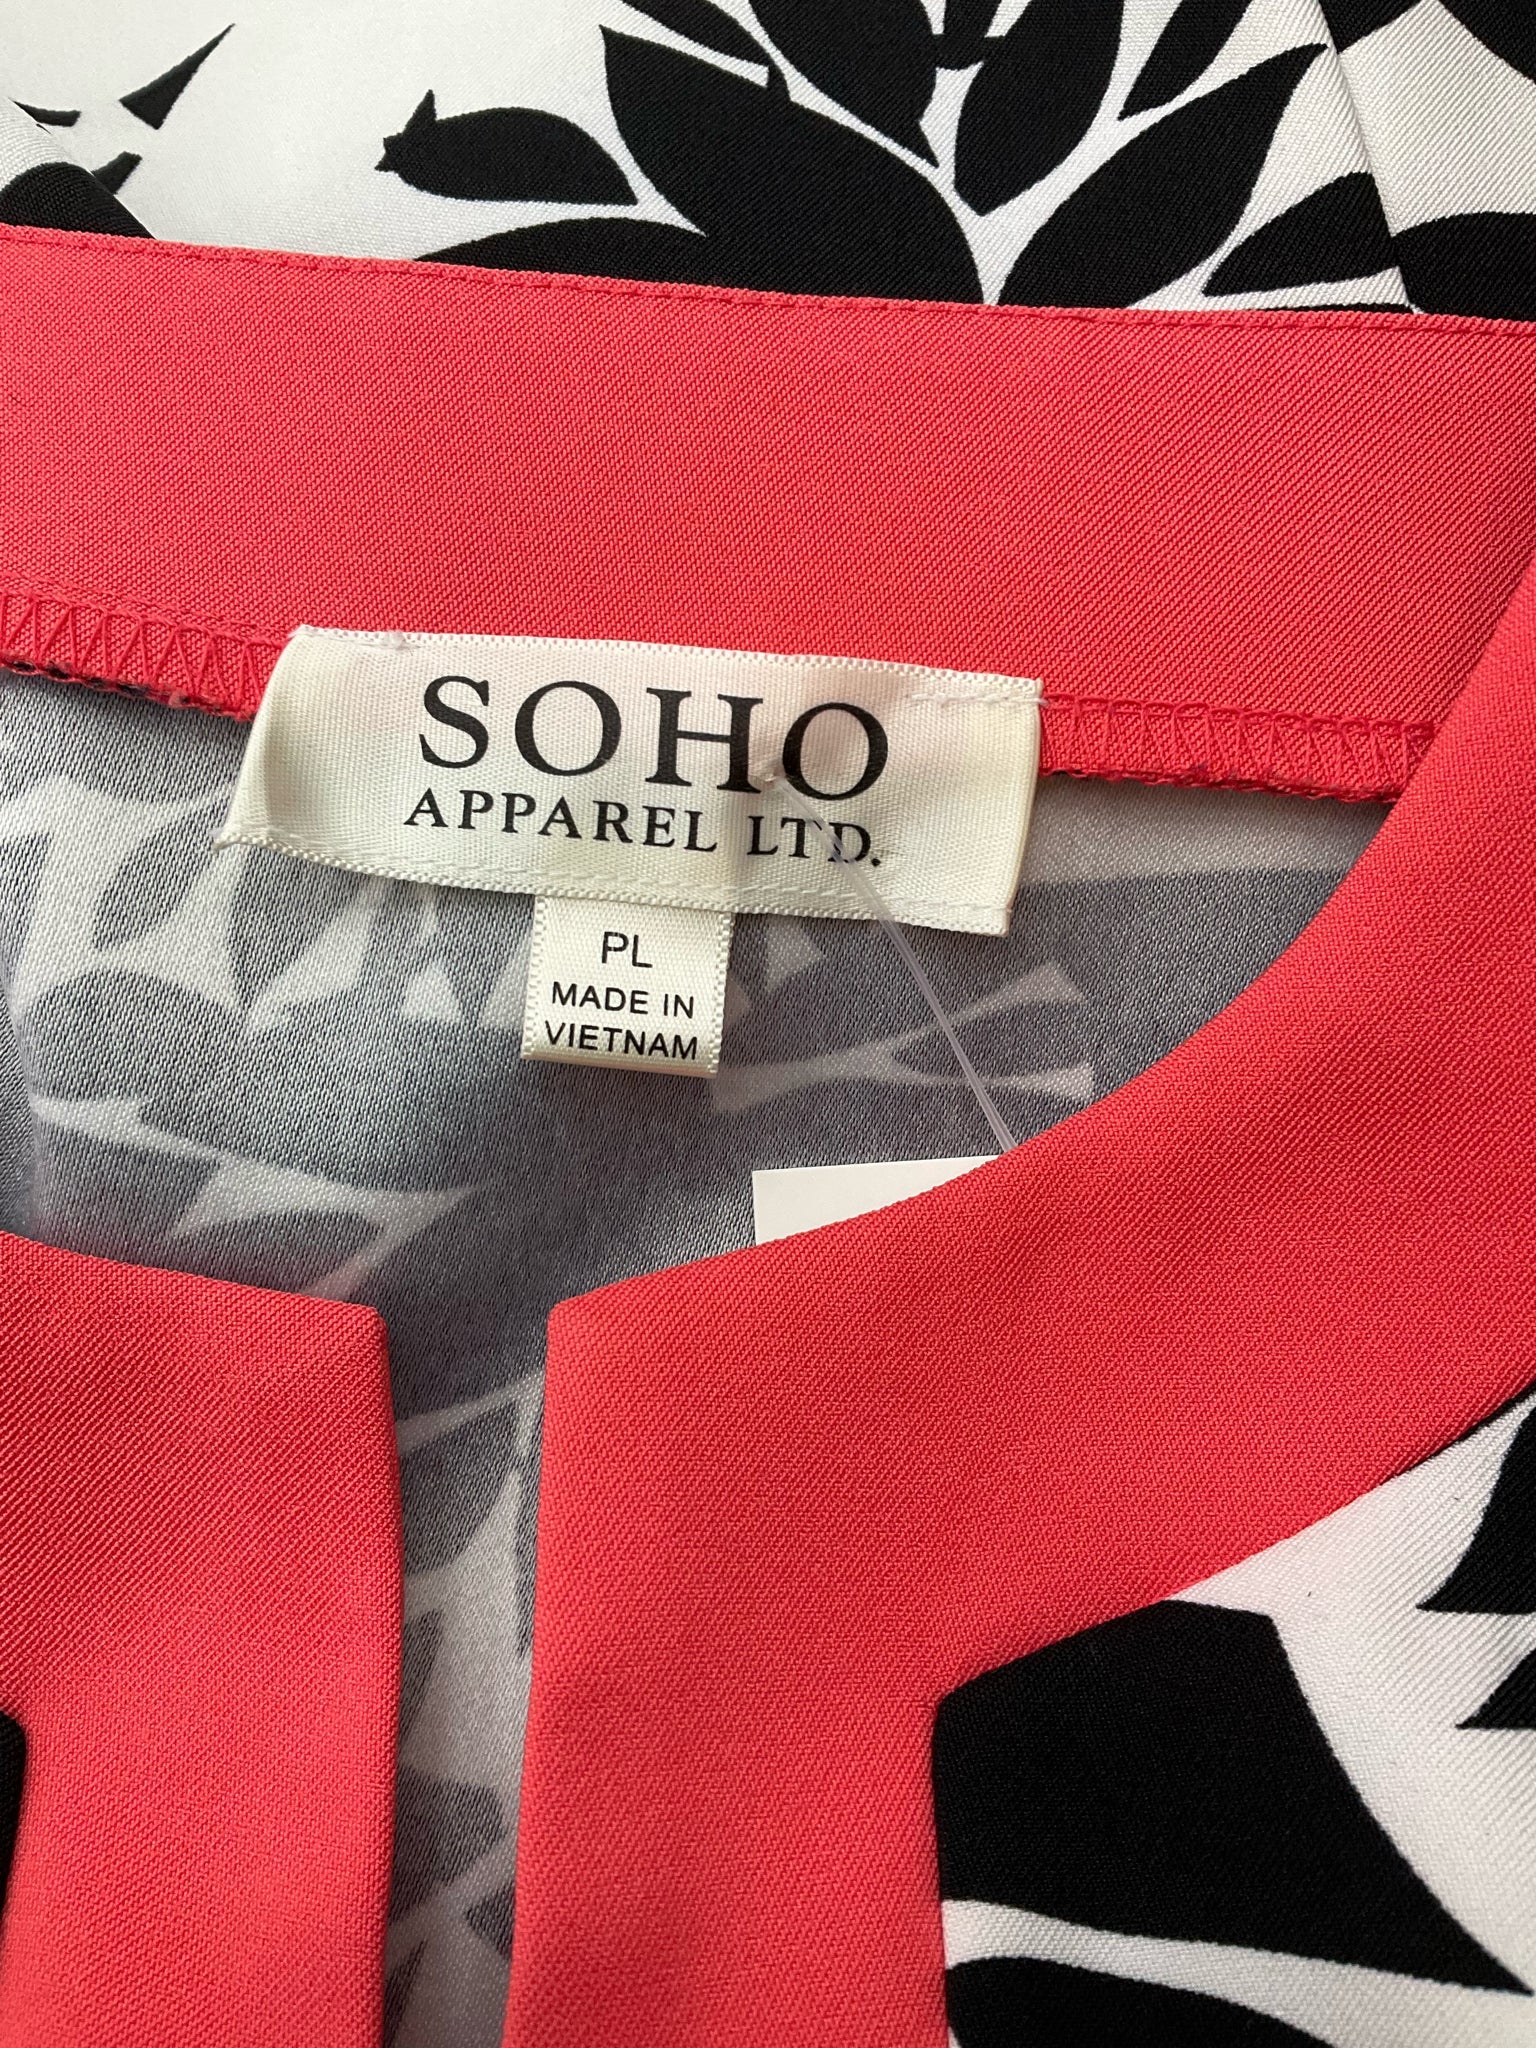 SOHO
APPAREL LTD.
PL
MADE IN
VIETNAM